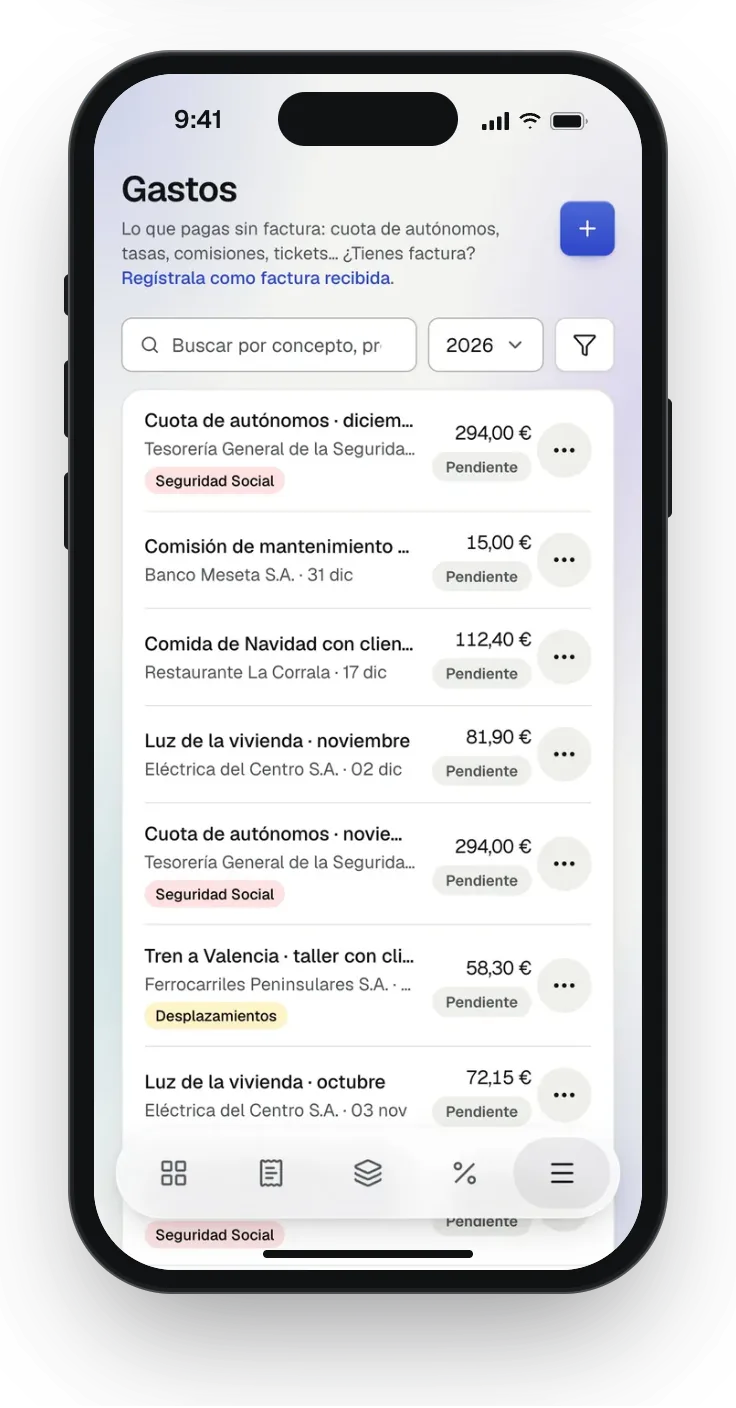 9:41
Gastos
Lo que pagas sin factura: cuota de autónomos,
tasas, comisiones, tickets... ¿Tienes factura?
Regístrala como factura recibida.
+
Buscar por concepto, pr
2026
Cuota de autónomos · diciem...
294,00 €
Tesorería General de la Segurida...
Pendiente
Seguridad Social
Comisión de mantenimiento ...
15,00 €
Banco Meseta S.A. · 31 dic
Pendiente
Comida de Navidad con clien...
112,40 €
Restaurante La Corrala · 17 dic
Pendiente
Luz de la vivienda · noviembre
81,90 €
Eléctrica del Centro S.A. · 02 dic
Pendiente
Cuota de autónomos · novie...
294,00 €
Tesorería General de la Segurida...
Pendiente
Seguridad Social
Tren a Valencia · taller con cli...
58,30 €
Ferrocarriles Peninsulares S.A. · ...
Pendiente
Desplazamientos
Luz de la vivienda · octubre
72,15 €
Eléctrica del Centro S.A. · 03 nov
Pendiente
%
Pendiente
Seguridad Social